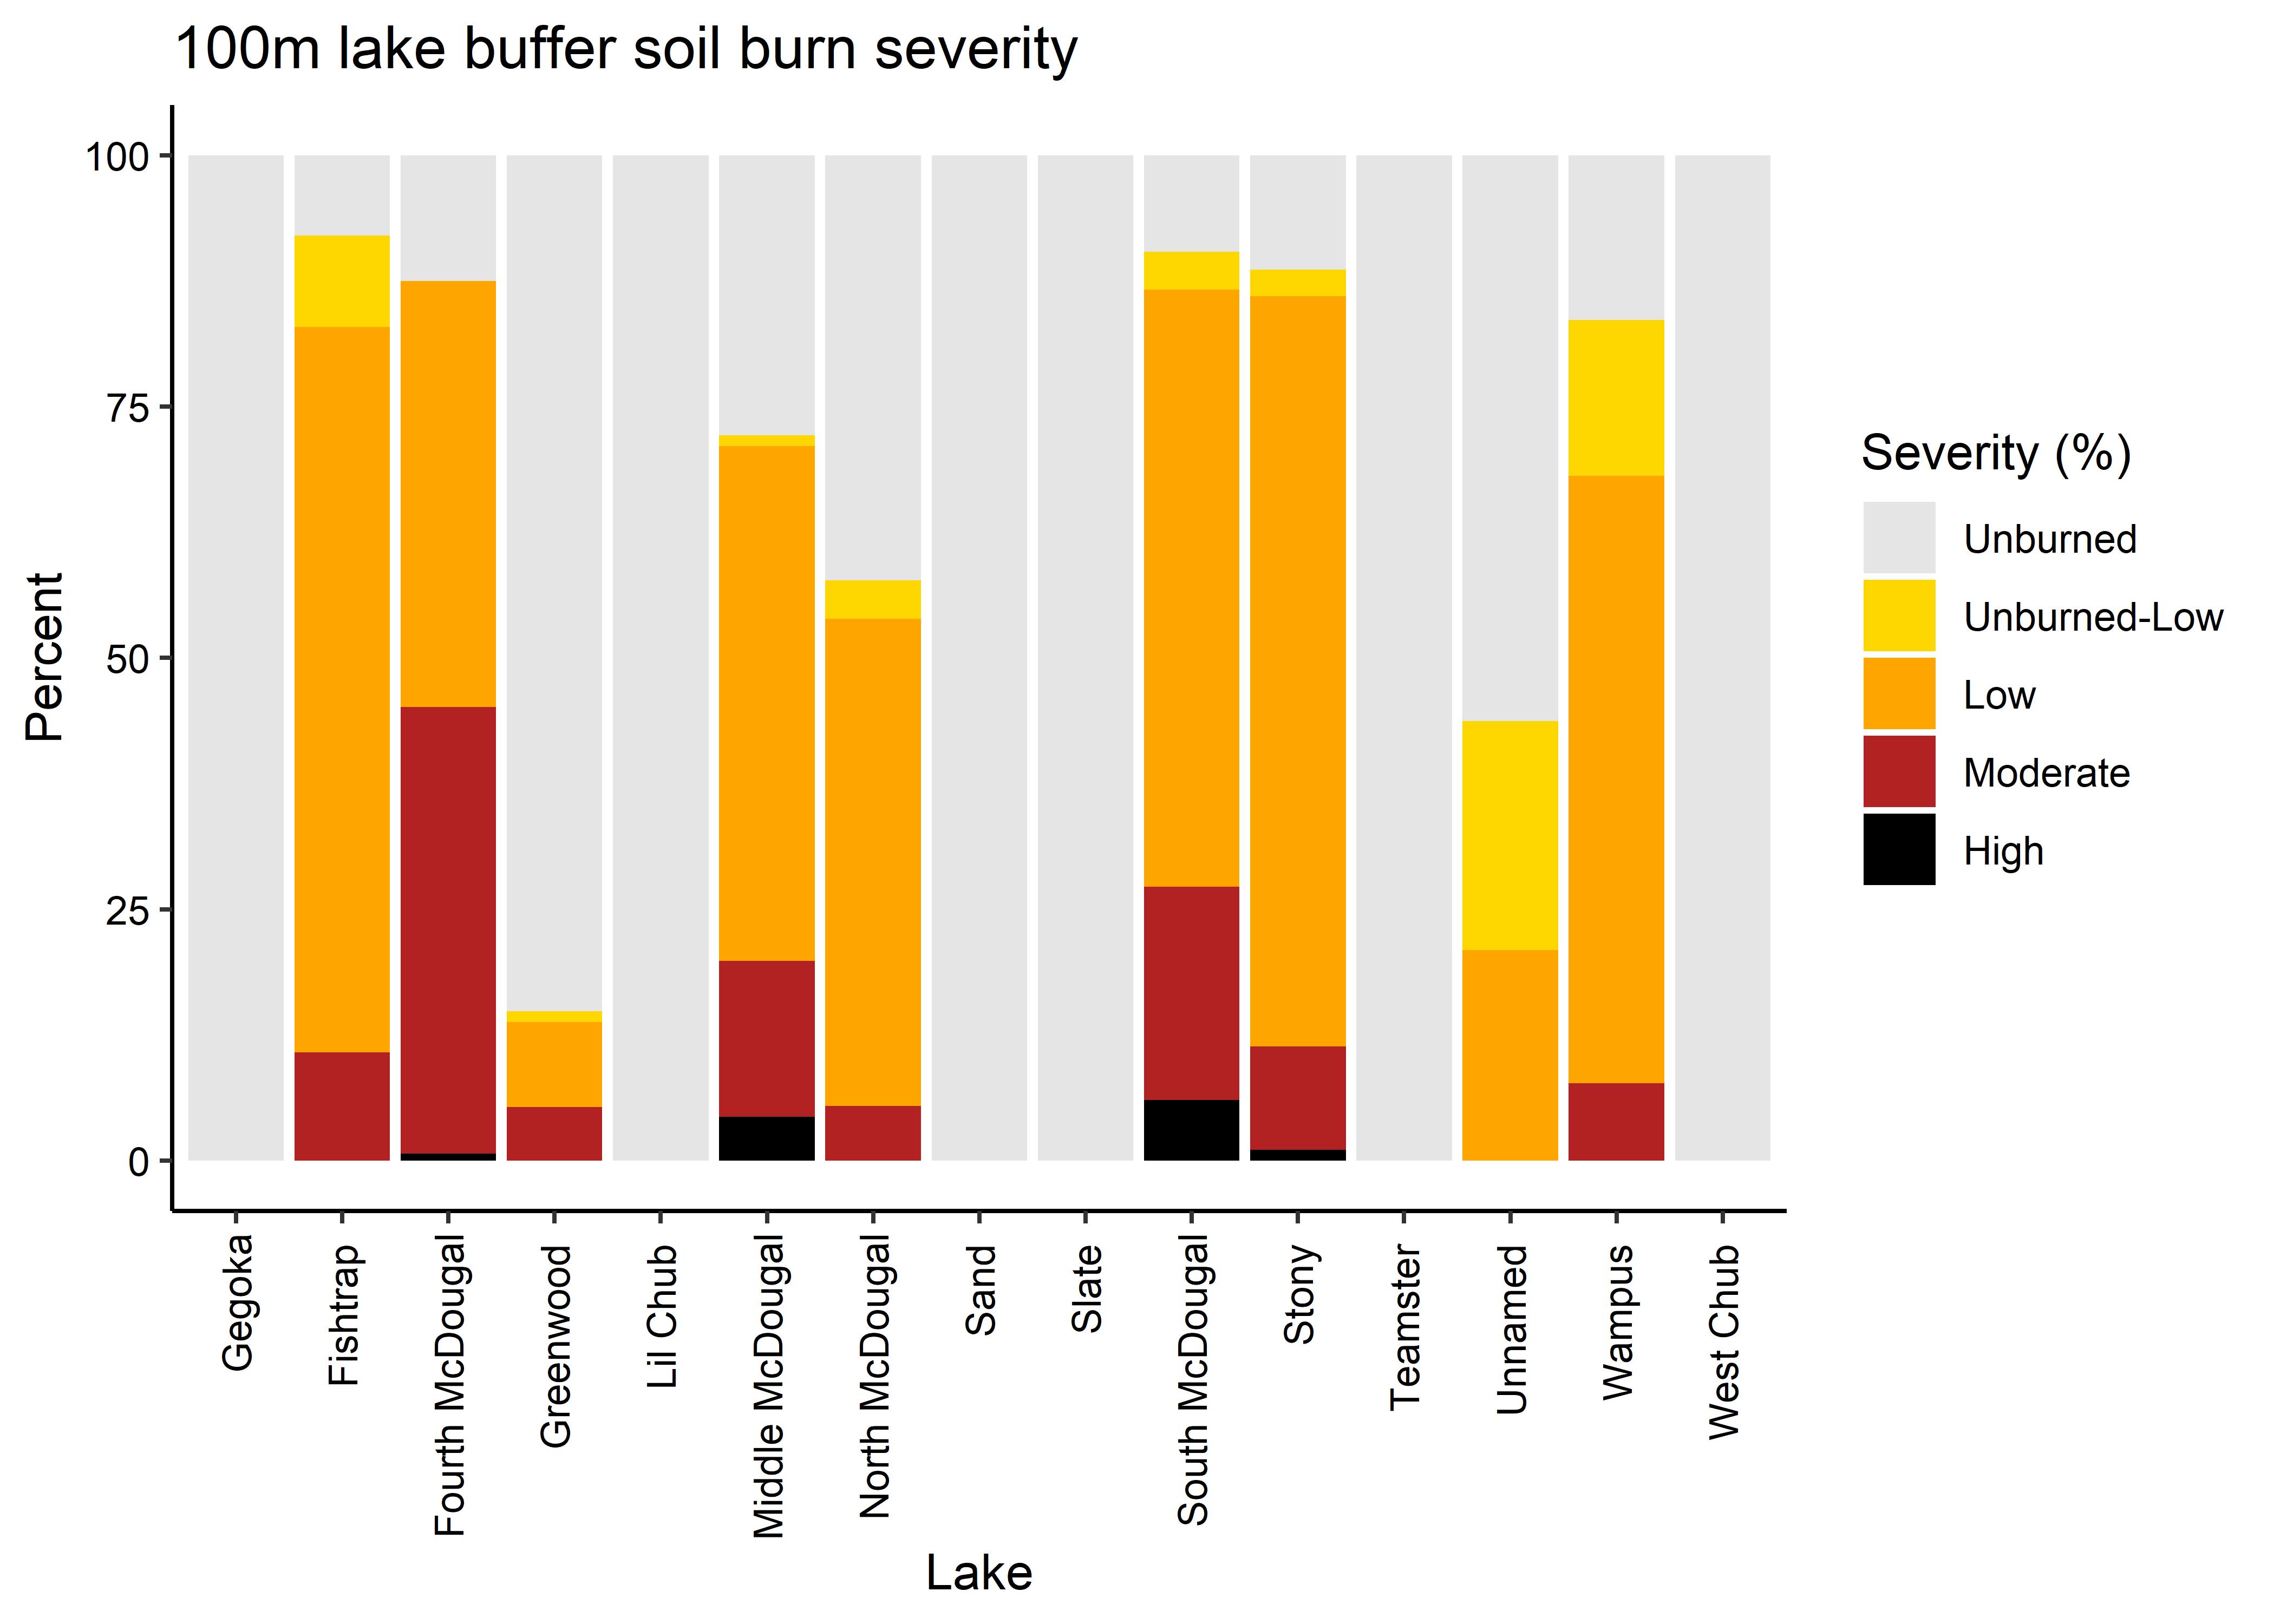 100m lake buffer soil burn severity
100
75
50
25
0
Percent
Gegoka
Fishtrap
Fourth McDougal
Greenwood
Lil Chub
Middle McDougal
North McDougal
Sand
Slate
South McDougal
Stony
Teamster
Unnamed
Wampus
West Chub
Lake
Severity (%)
Unburned
Unburned-Low
Low
Moderate
High